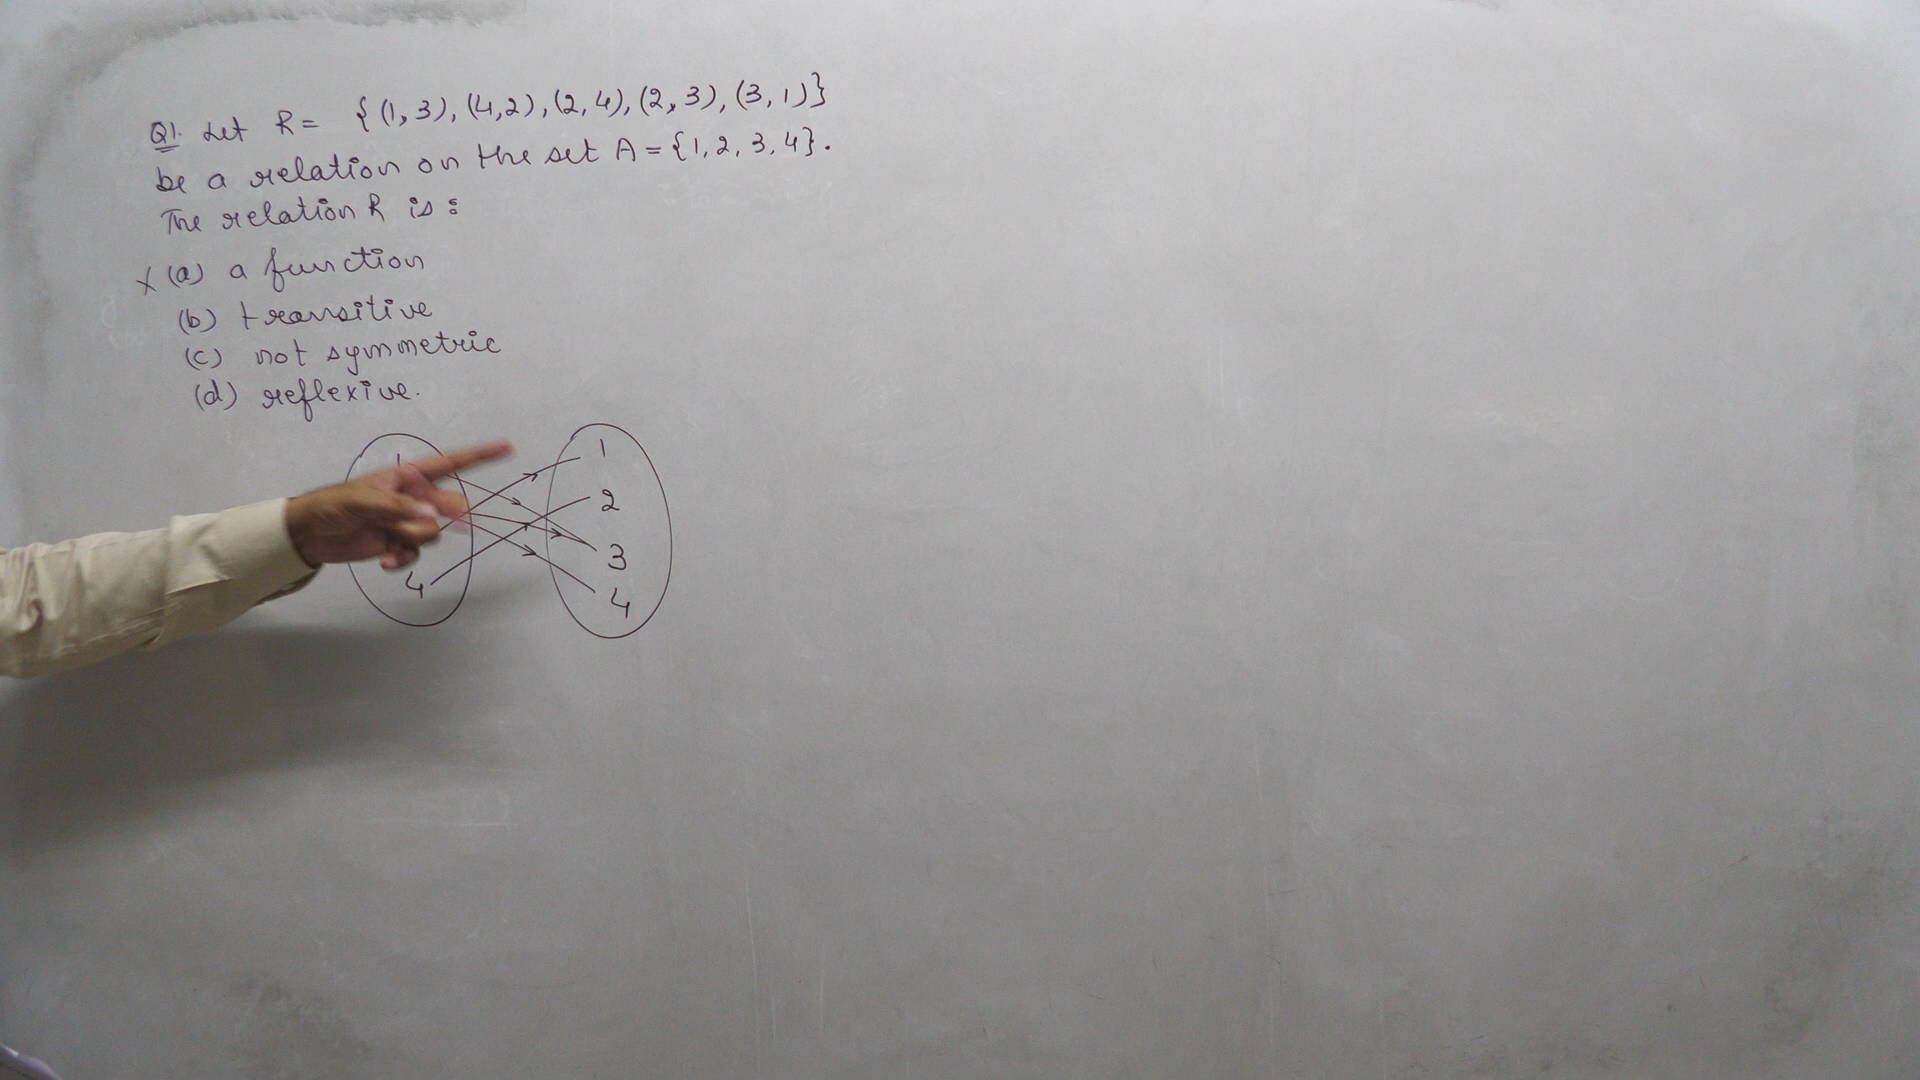 Q1. Let R = {(1,3), (4,2), (2,4), (2,3), (3,1)}
be a relation on the set A = {1, 2, 3, 4}.
The relation R is :
X (a) a function
(b) transitive
(c) not symmetric
(d) reflexive.
1 1
2
3
4 4